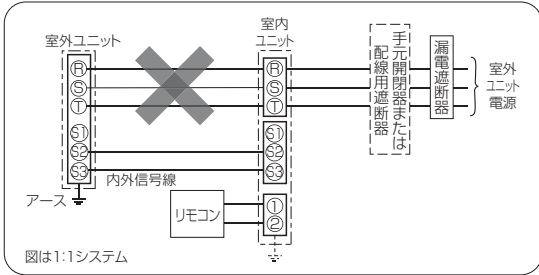 室外ユニット
Ⓡ
Ⓢ
Ⓣ
S1
S2
S3
アース
内外信号線
室内
ユニット
Ⓡ
Ⓢ
Ⓣ
S1
S2
S3
リモコン
①
②
手元開閉器または
配線用遮断器
漏電遮断器
室外
ユニット
電源
図は1:1システム